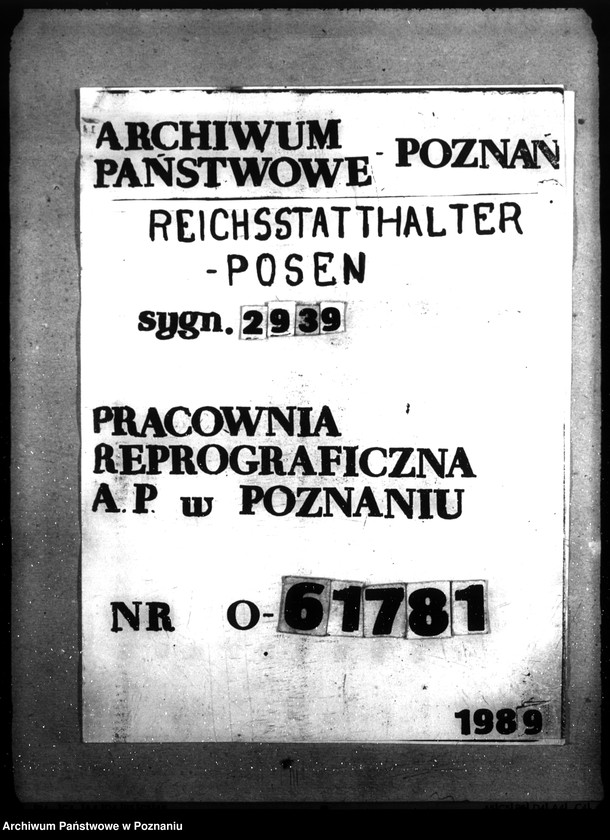 ARCHIWUM
PAŃSTWOWE - POZNAŃ
REICHSSTATTHALTER
-POSEN
sygn. 2939
PRACOWNIA
REPROGRAFICZNA
A.P. w POZNANIU
NR O-61781
1989
Archiwum Państwowe w Poznaniu